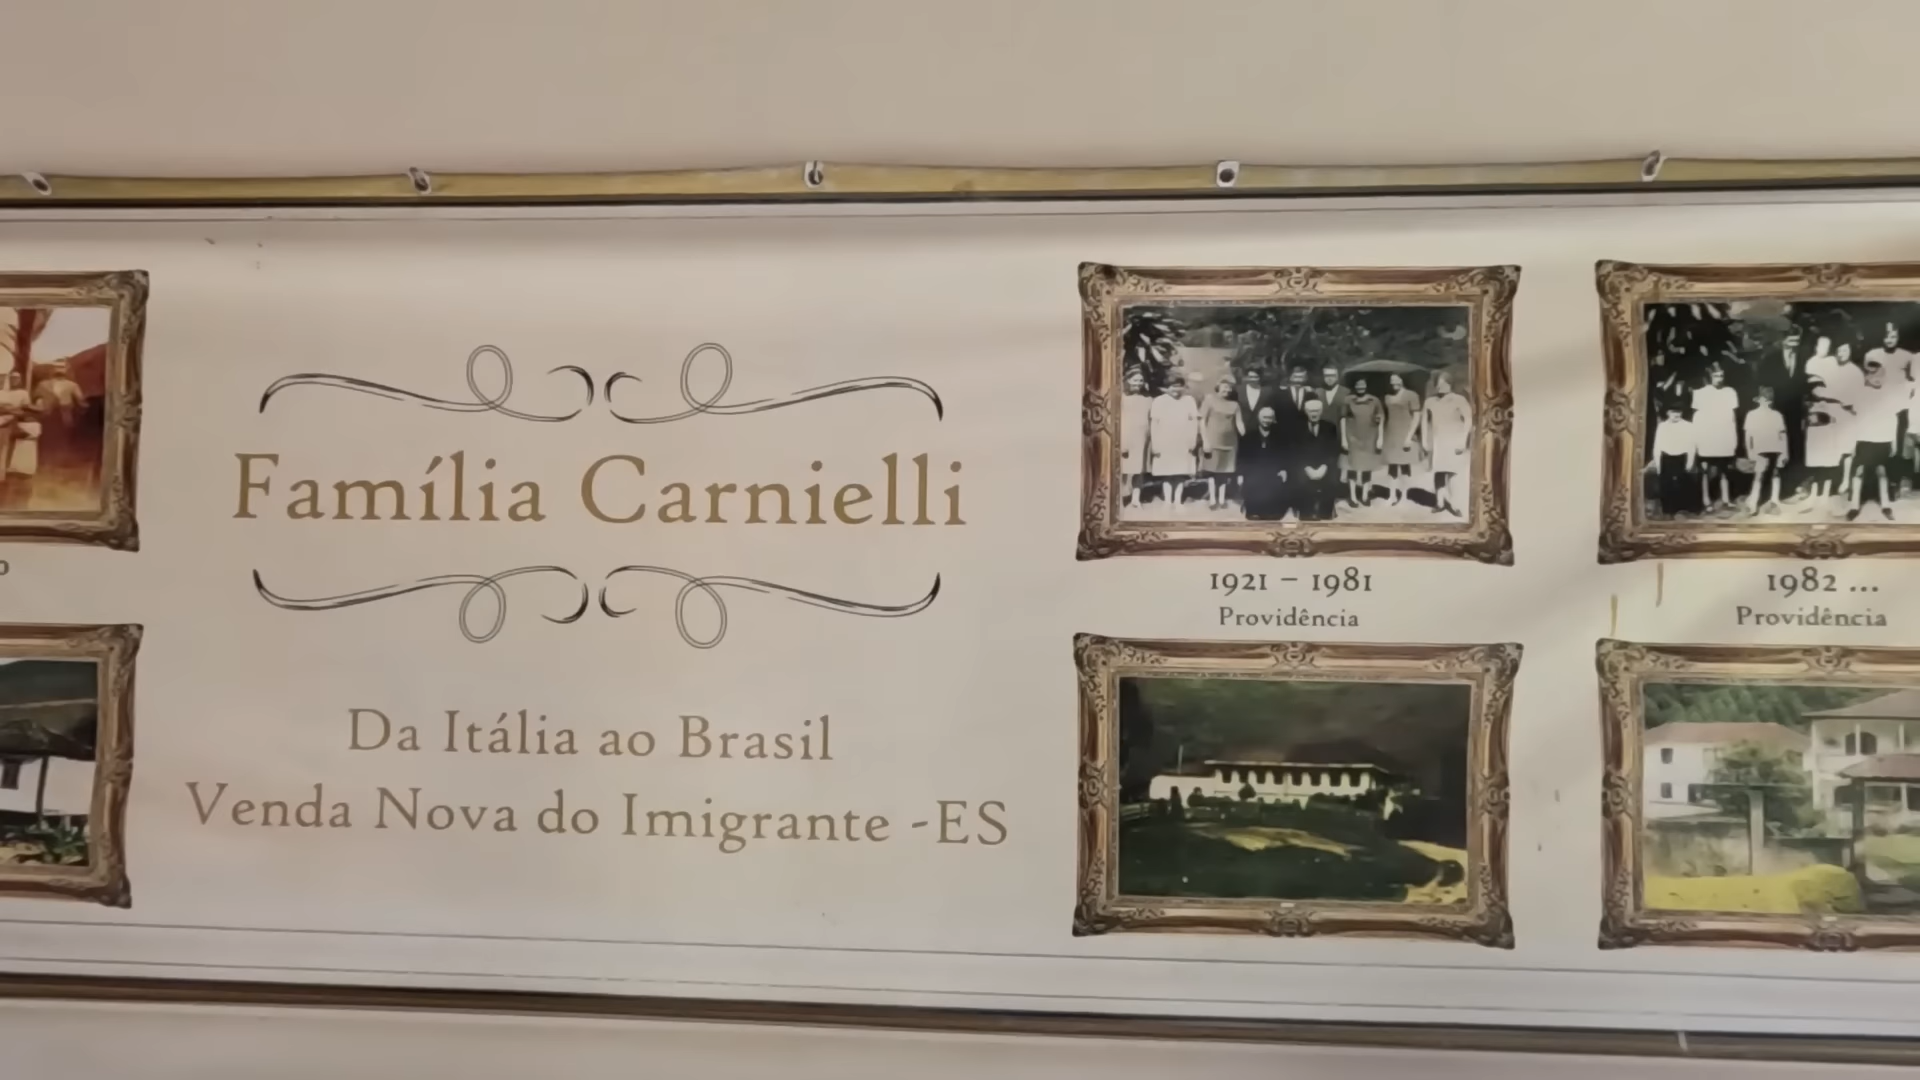 Família Carnielli
Da Itália ao Brasil
Venda Nova do Imigrante -ES
1921 – 1981
Providência
1982 ...
Providência